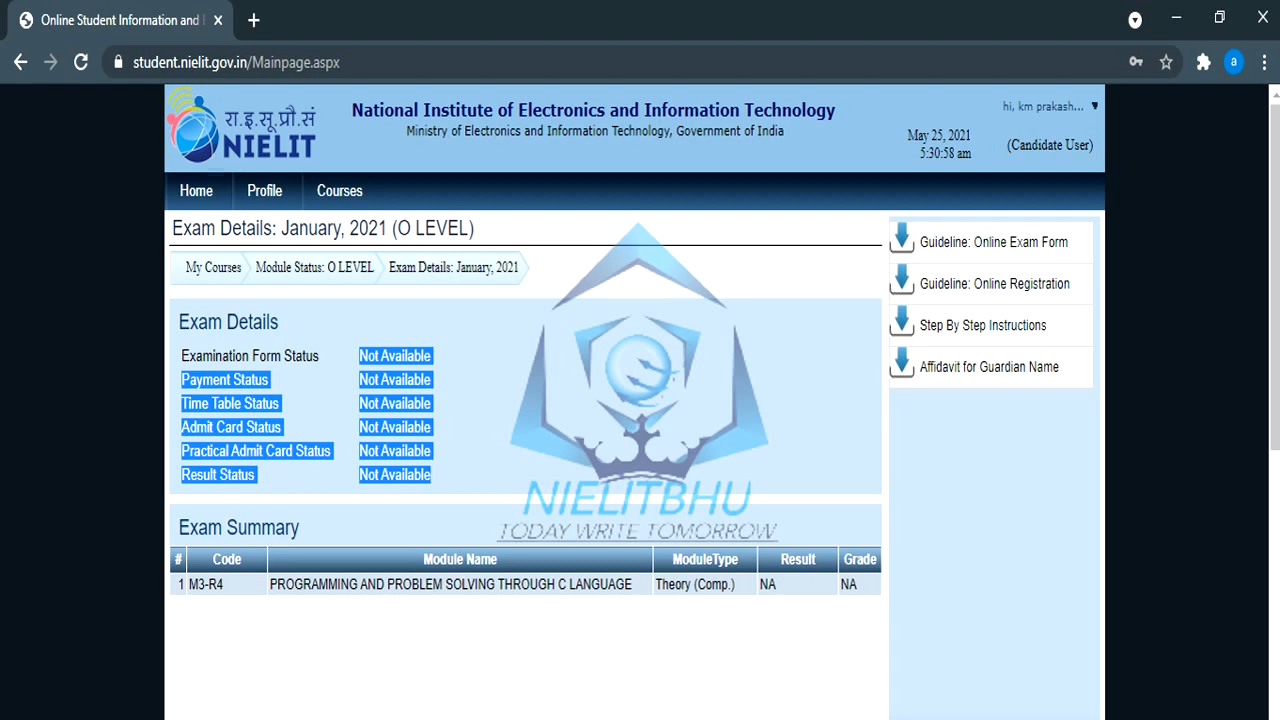 Online Student Information and
student.nielit.gov.in/Mainpage.aspx
a
रा.इ.सू.प्रौ.सं
NIELIT
National Institute of Electronics and Information Technology
Ministry of Electronics and Information Technology, Government of India
hi, km prakash...
May 25, 2021
5:30:58 am
(Candidate User)
Home Profile Courses
Exam Details: January, 2021 (O LEVEL)
My Courses Module Status: O LEVEL Exam Details: January, 2021
Exam Details
Examination Form Status Not Available
Payment Status Not Available
Time Table Status Not Available
Admit Card Status Not Available
Practical Admit Card Status Not Available
Result Status Not Available
Guideline: Online Exam Form
Guideline: Online Registration
Step By Step Instructions
Affidavit for Guardian Name
NIELITBHU
TODAY WRITE TOMORROW
Exam Summary
# Code Module Name ModuleType Result Grade
1 M3-R4 PROGRAMMING AND PROBLEM SOLVING THROUGH C LANGUAGE Theory (Comp.) NA NA